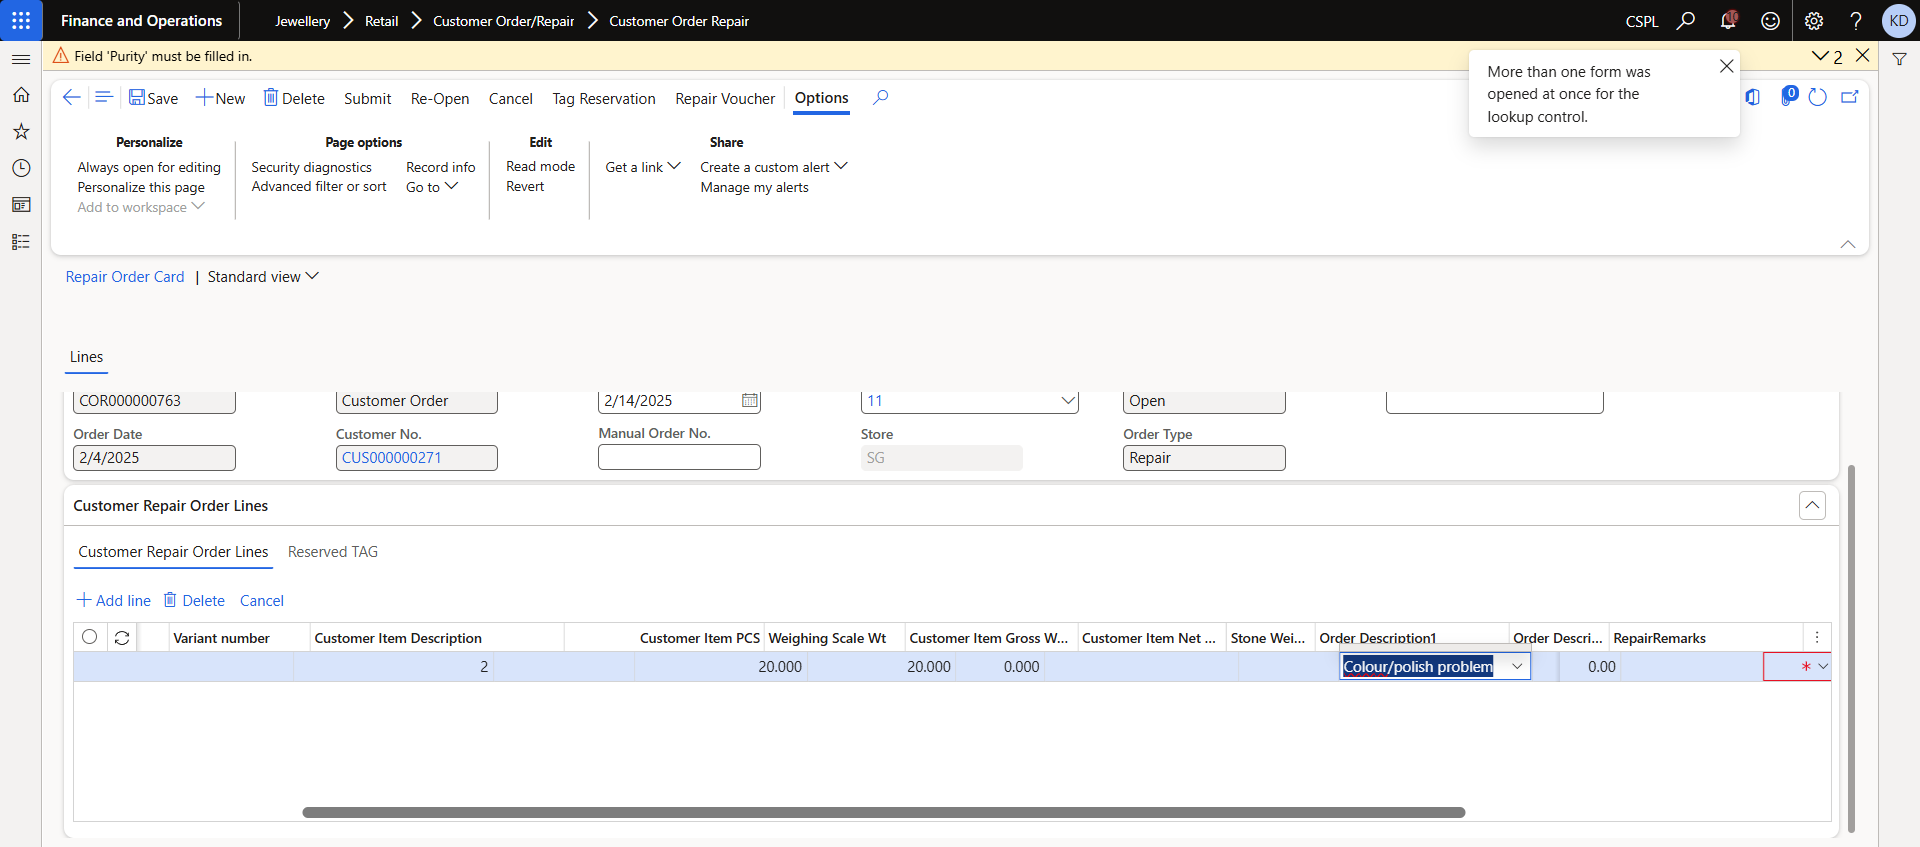 Finance and Operations
Jewellery Retail Customer Order/Repair Customer Order Repair
CSPL
KD
Field 'Purity' must be filled in.
2
More than one form was
opened at once for the
lookup control.
Save New Delete Submit Re-Open Cancel Tag Reservation Repair Voucher Options
0
Personalize
Always open for editing
Personalize this page
Add to workspace
Page options
Security diagnostics Record info
Advanced filter or sort Go to
Edit
Read mode
Revert
Get a link
Share
Create a custom alert
Manage my alerts
Repair Order Card | Standard view
Lines
COR000000763 Customer Order 2/14/2025 11 Open
Order Date Customer No. Manual Order No. Store Order Type
2/4/2025 CUS000000271 SG Repair
Customer Repair Order Lines
Customer Repair Order Lines Reserved TAG
Add line Delete Cancel
Variant number Customer Item Description Customer Item PCS Weighing Scale Wt Customer Item Gross W... Customer Item Net ... Stone Wei... Order Description1 Order Descri... RepairRemarks
2 20.000 20.000 0.000 Colour/polish problem 0.00 *